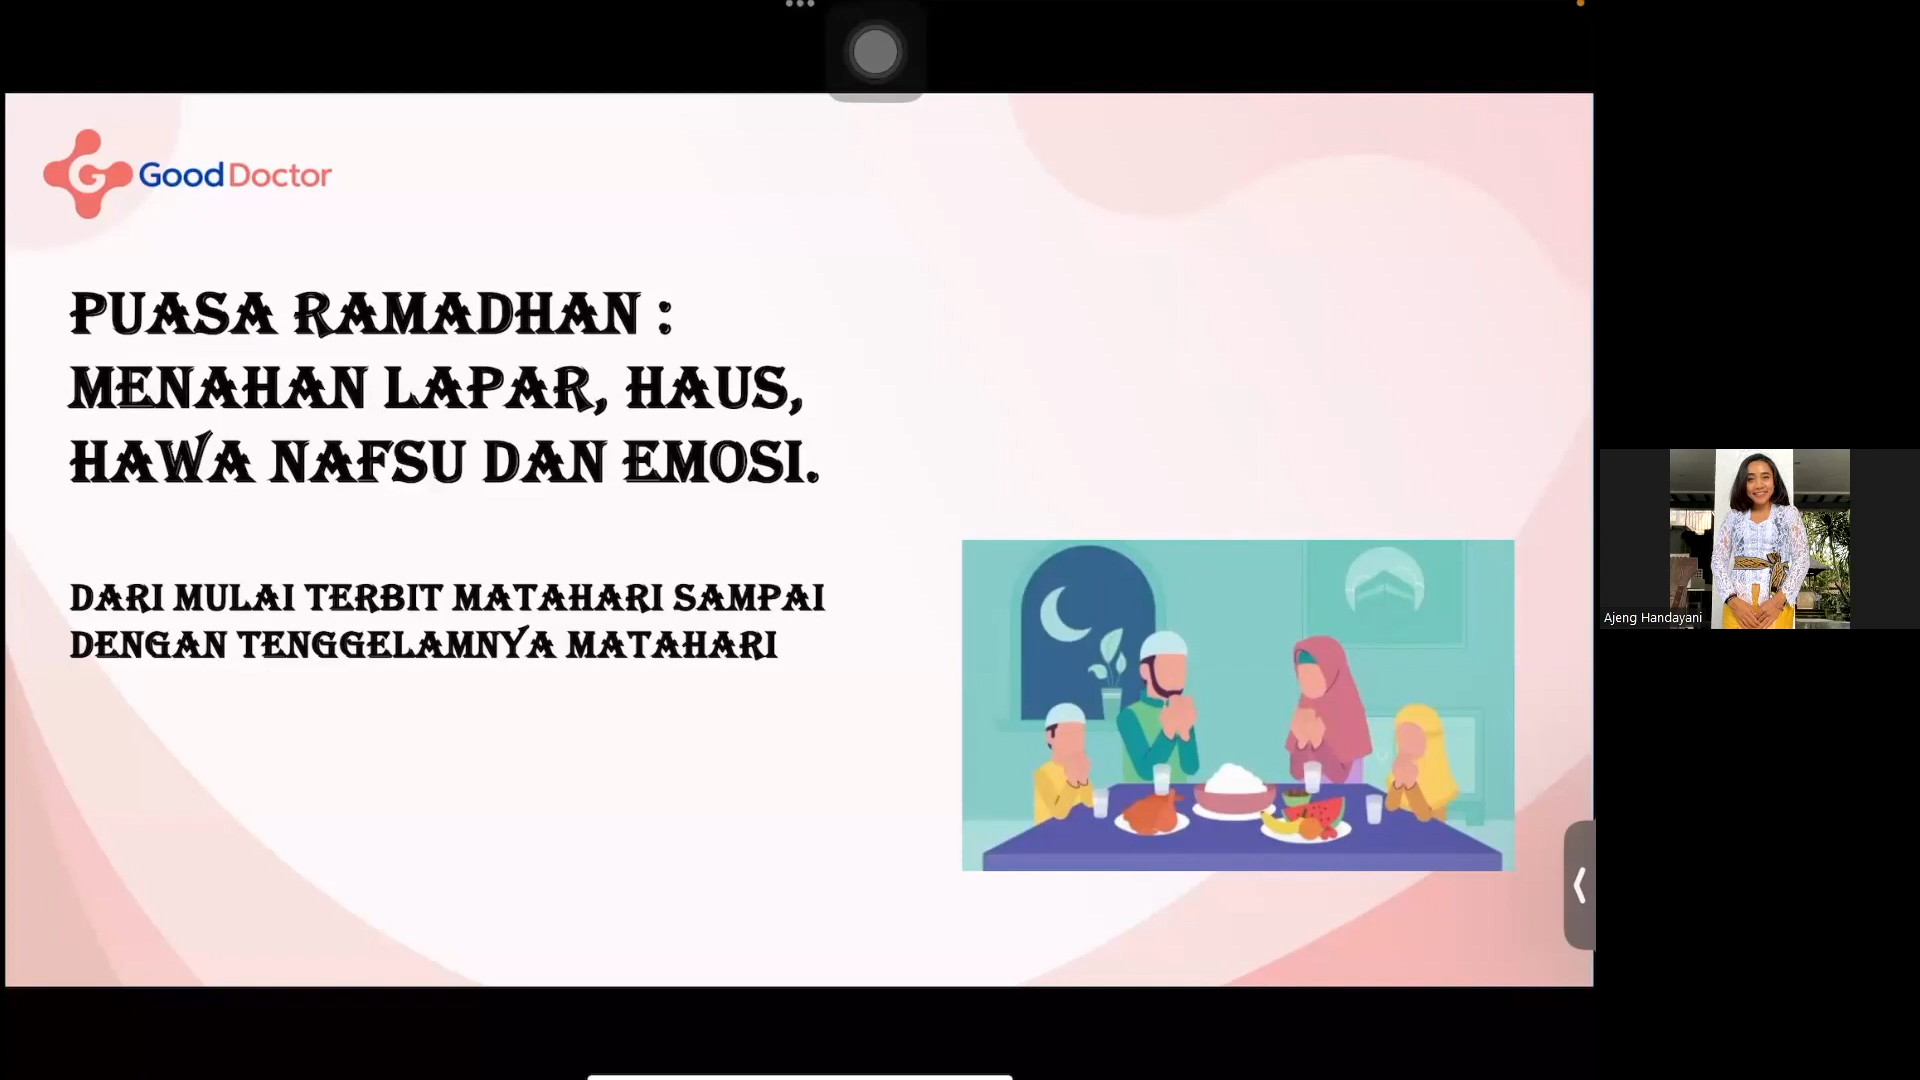 GoodDoctor
PUASA RAMADHAN :
MENAHAN LAPAR, HAUS,
HAWA NAFSU DAN EMOSI.
DARI MULAI TERBIT MATAHARI SAMPAI
DENGAN TENGGELAMNYA MATAHARI
Ajeng Handayani